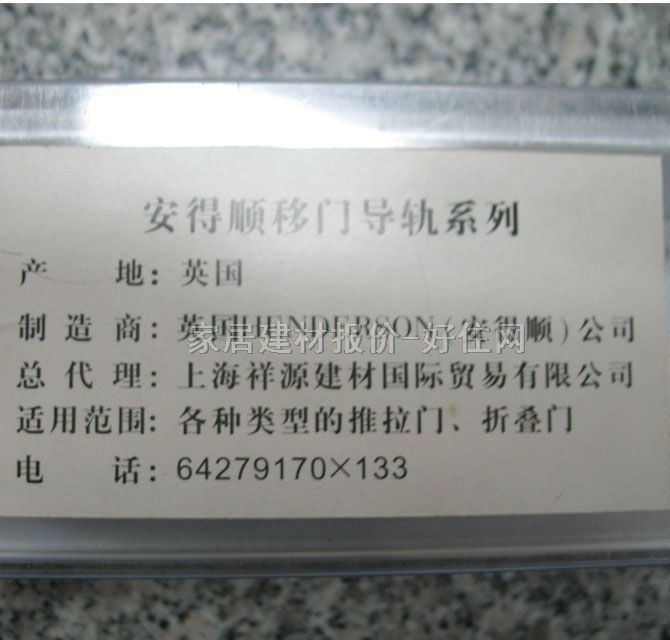 安得顺移门导轨系列
产 地：英国
制 造 商：英国HENDERSON(安得顺)公司
家居建材报价-好住网
总 代 理：上海祥源建材国际贸易有限公司
适用范围：各种类型的推拉门、折叠门
电 话：64279170×133